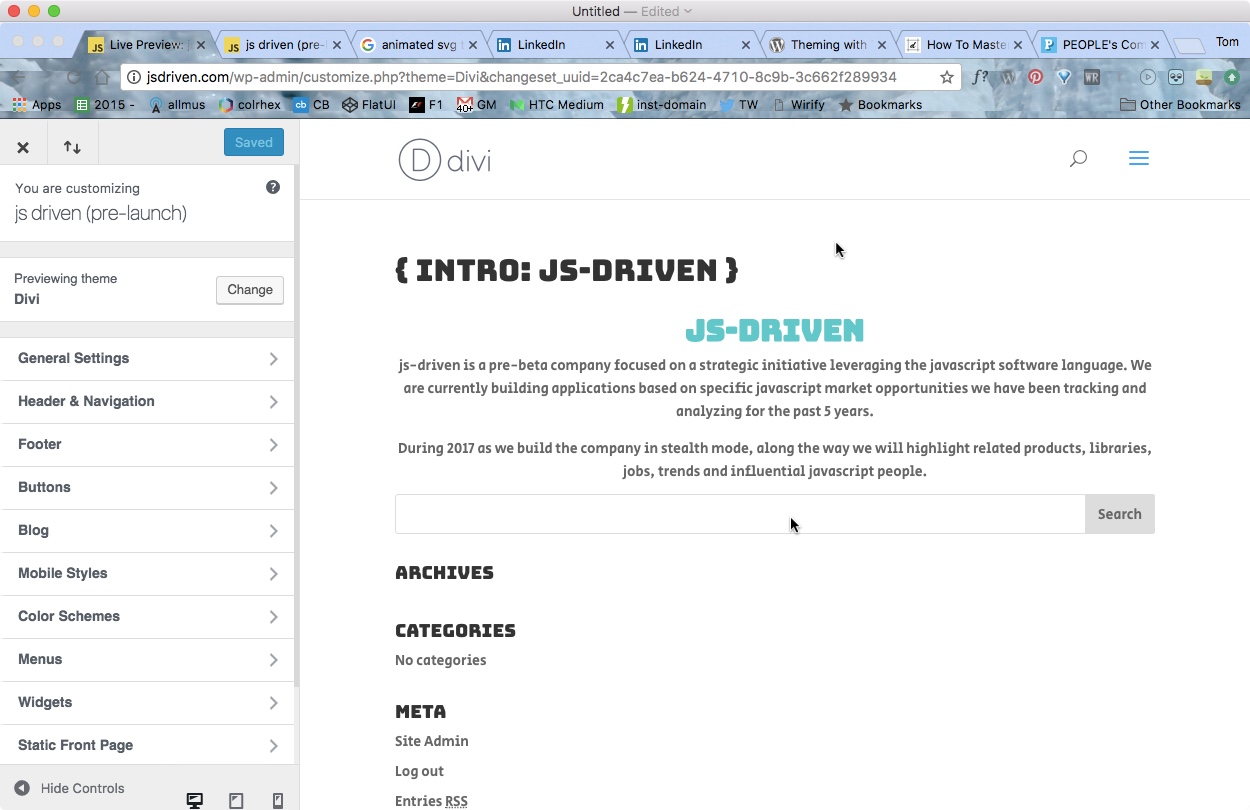 Untitled — Edited
Live Preview:
js driven (pre-
animated svg
LinkedIn
LinkedIn
Theming with
How To Maste
PEOPLE's Con
Tom
jsdriven.com/wp-admin/customize.php?theme=Divi&changeset_uuid=2ca4c7ea-b624-4710-8c9b-3c662f289934
f?
W
WR
Apps
2015 -
allmus
colrhex
cb CB
FlatUI
F1
40+ GM
HTC Medium
inst-domain
TW
Wirify
Bookmarks
Other Bookmarks
Saved
You are customizing
js driven (pre-launch)
Previewing theme
Divi
Change
General Settings
Header & Navigation
Footer
Buttons
Blog
Mobile Styles
Color Schemes
Menus
Widgets
Static Front Page
Hide Controls
D divi
{ INTRO: JS-DRIVEN }
JS-DRIVEN
js-driven is a pre-beta company focused on a strategic initiative leveraging the javascript software language. We
are currently building applications based on specific javascript market opportunities we have been tracking and
analyzing for the past 5 years.
During 2017 as we build the company in stealth mode, along the way we will highlight related products, libraries,
jobs, trends and influential javascript people.
Search
ARCHIVES
CATEGORIES
No categories
META
Site Admin
Log out
Entries RSS